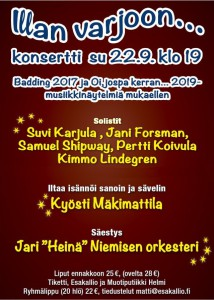 Illan varjoon...
konsertti su 22.9. klo 19
Badding 2017 ja Oi, jospa kerran... 2019-
musiikkinäytelmiä mukaellen
Solistit
Suvi Karjula , Jani Forsman,
Samuel Shipway, Pertti Koivula
Kimmo Lindegren
Iltaa isännöi sanoin ja sävelin
Kyösti Mäkimattila
Säestys
Jari "Heinä" Niemisen orkesteri
Liput ennakkoon 25 €, (ovelta 28 €)
Tiketti, Esakallio ja Muotiputiikki Helmi
Ryhmälippu (20 hlö) 22 €, tiedustelut matti@esakallio.fi